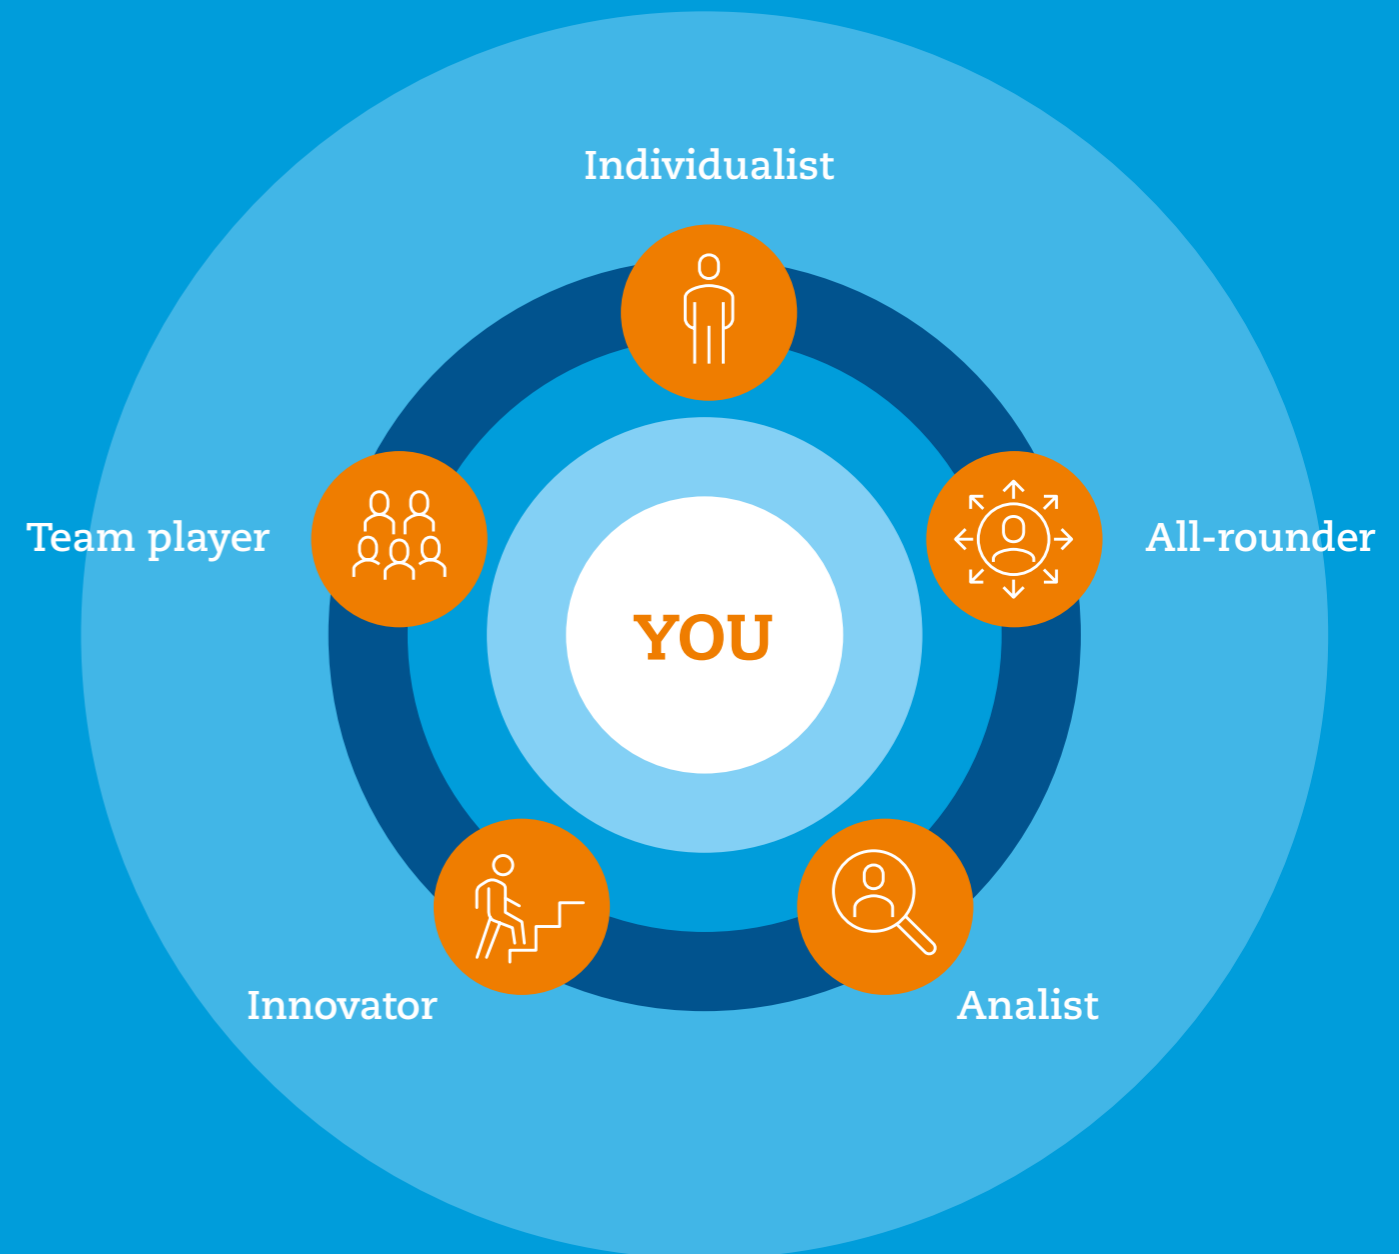 Individualist
Team player
All-rounder
YOU
Innovator
Analist